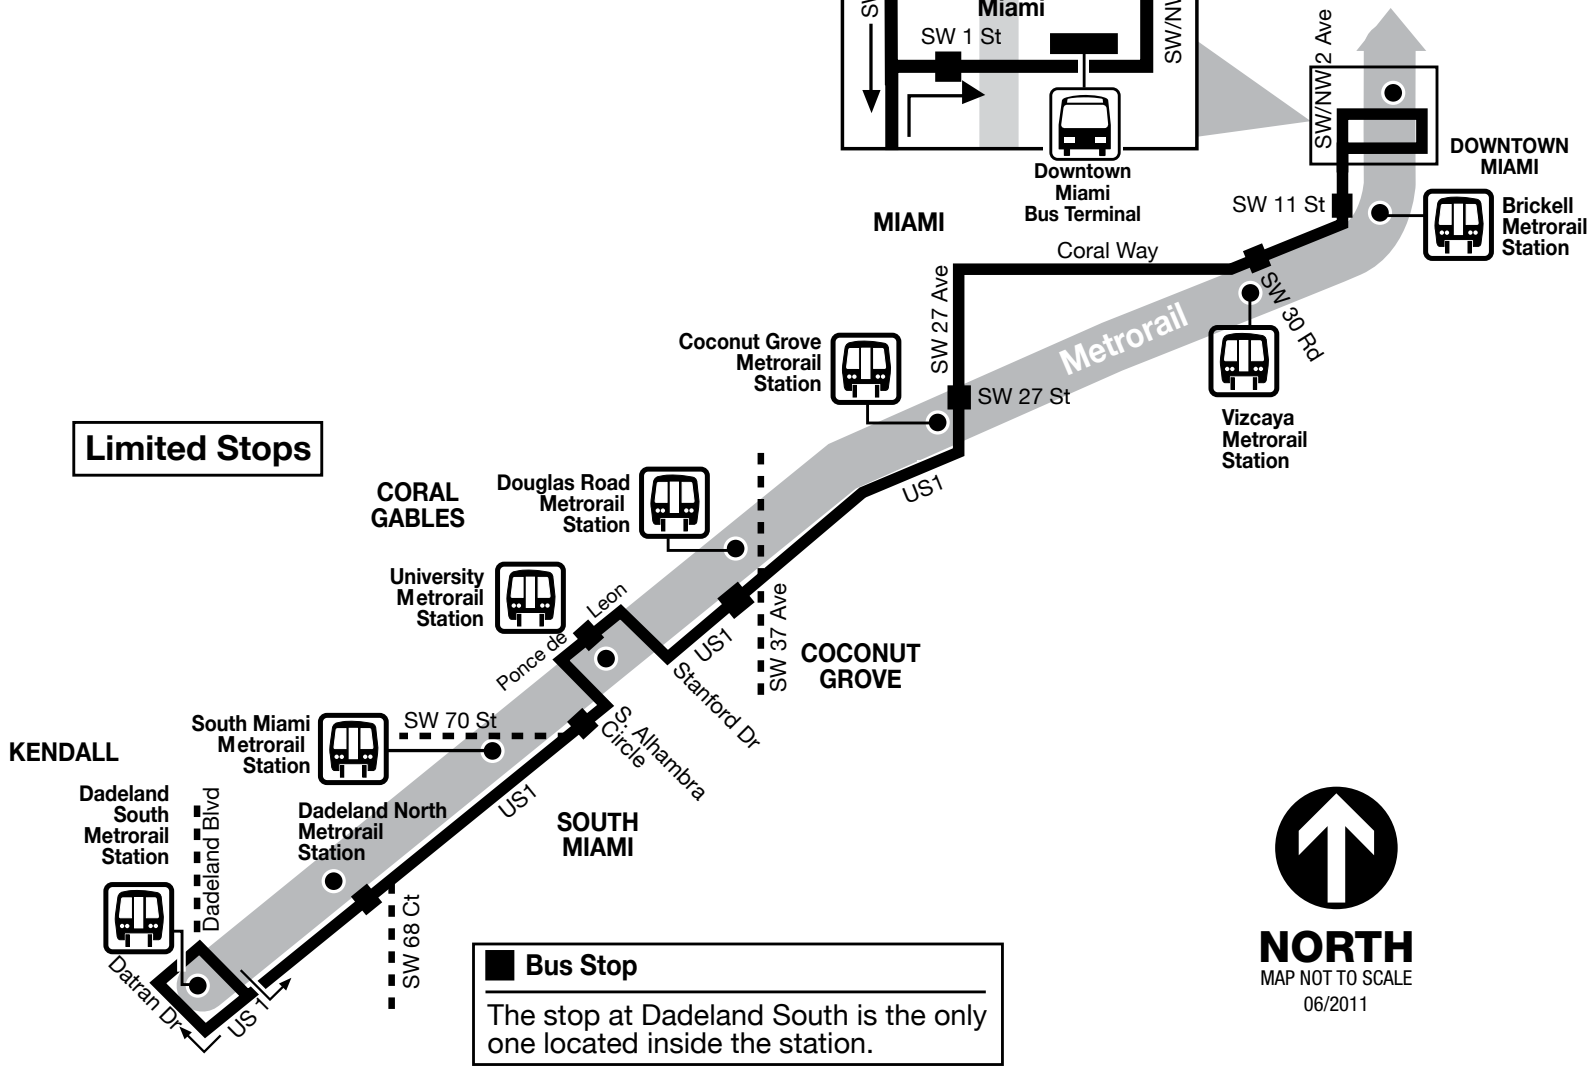 Miami
SW 1 St
SW/NW 2 Ave
DOWNTOWN
MIAMI
Downtown
Miami
Bus Terminal
MIAMI
SW 11 St
Brickell
Metrorail
Station
Coral Way
SW 27 Ave
SW 30 Rd
Metrorail
Coconut Grove
Metrorail
Station
SW 27 St
Vizcaya
Metrorail
Station
Limited Stops
CORAL
GABLES
Douglas Road
Metrorail
Station
US1
University
Metrorail
Station
Ponce de Leon
US1
SW 37 Ave
COCONUT
GROVE
Stanford Dr
South Miami
Metrorail
Station
SW 70 St
S. Alhambra
Circle
KENDALL
US1
SOUTH
MIAMI
Dadeland
South
Metrorail
Station
Dadeland Blvd
Dadeland North
Metrorail
Station
SW 68 Ct
Datran Dr
US 1
Bus Stop
The stop at Dadeland South is the only
one located inside the station.
NORTH
MAP NOT TO SCALE
06/2011